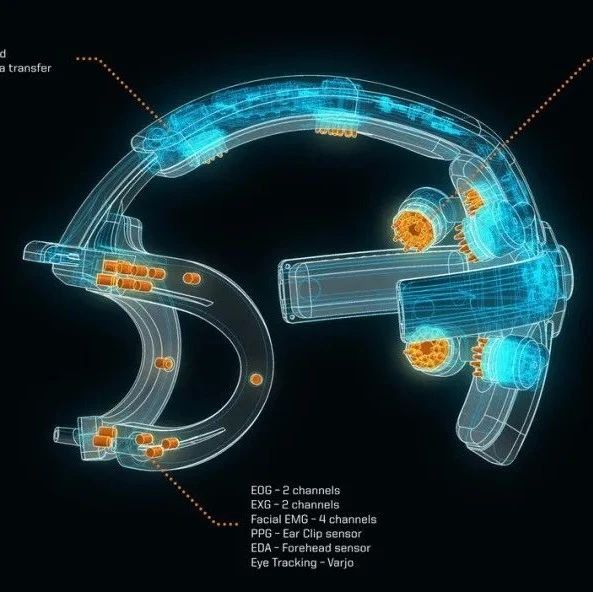 a transfer
EOG – 2 channels
EXG – 2 channels
Facial EMG – 4 channels
PPG – Ear Clip sensor
EDA – Forehead sensor
Eye Tracking – Varjo